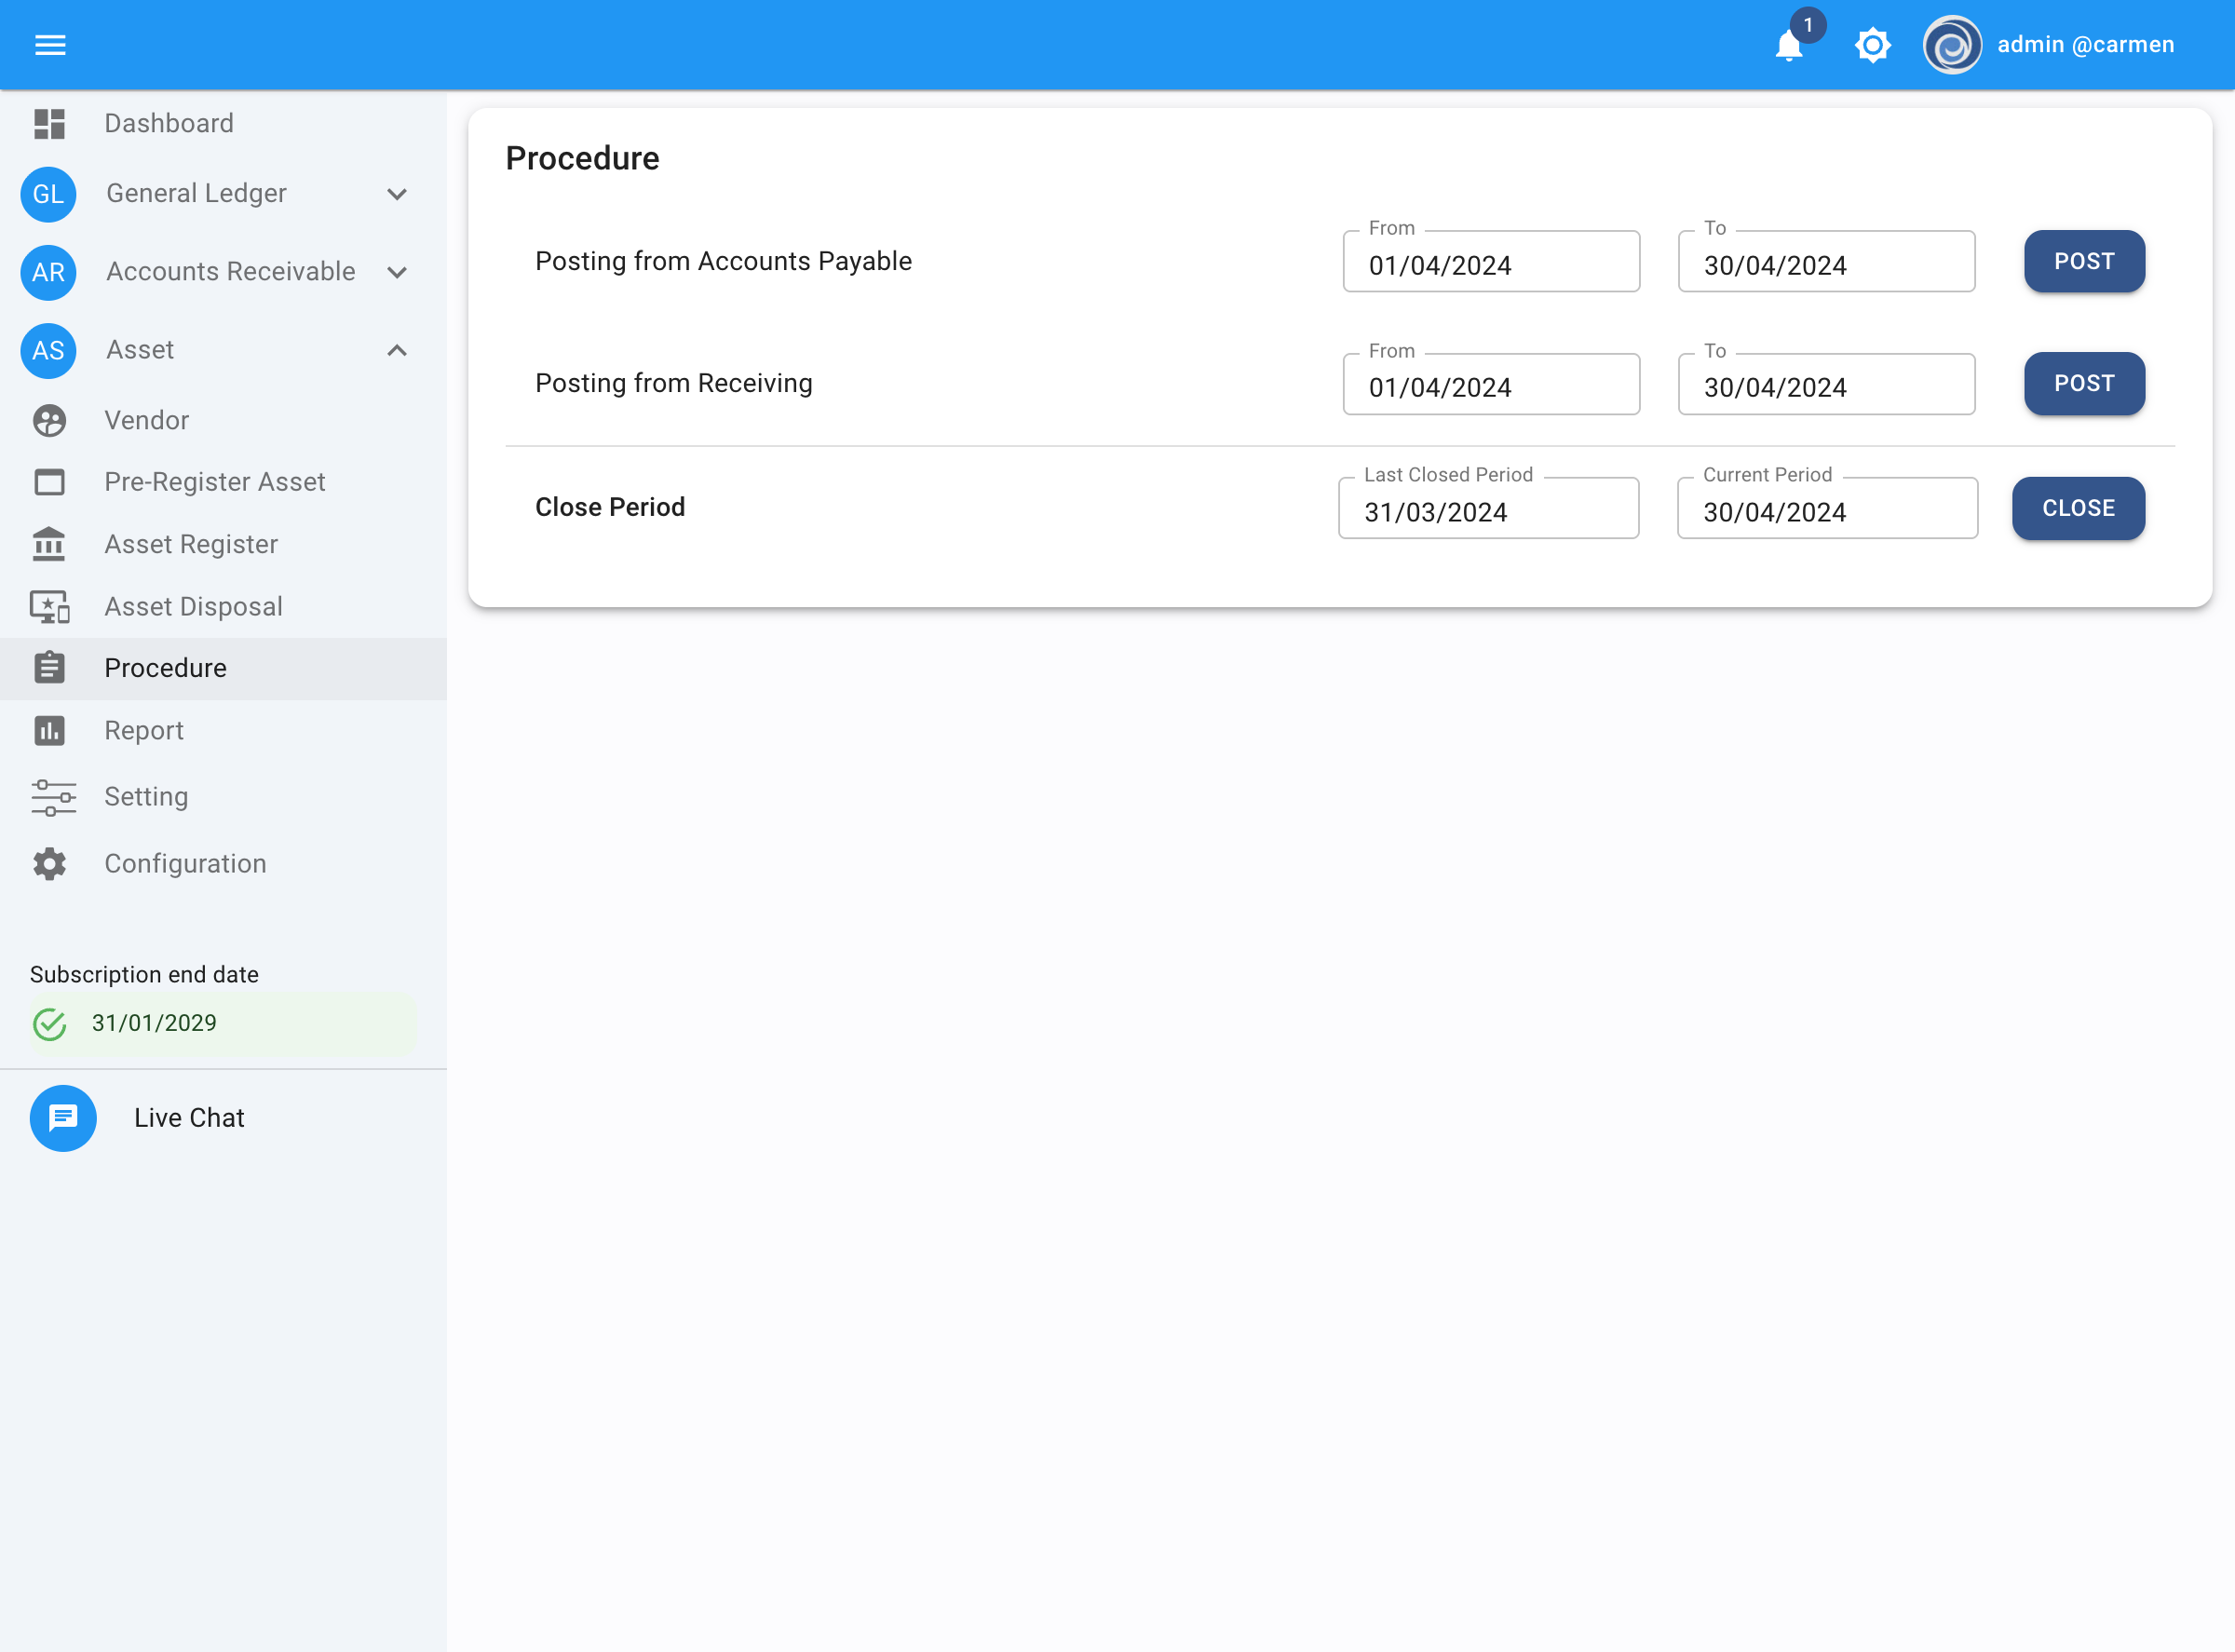 1
admin @carmen
Dashboard
GL General Ledger
AR Accounts Receivable
AS Asset
Vendor
Pre-Register Asset
Asset Register
Asset Disposal
Procedure
Report
Setting
Configuration
Subscription end date
31/01/2029
Live Chat
Procedure
Posting from Accounts Payable
From
01/04/2024
To
30/04/2024
POST
Posting from Receiving
From
01/04/2024
To
30/04/2024
POST
Close Period
Last Closed Period
31/03/2024
Current Period
30/04/2024
CLOSE